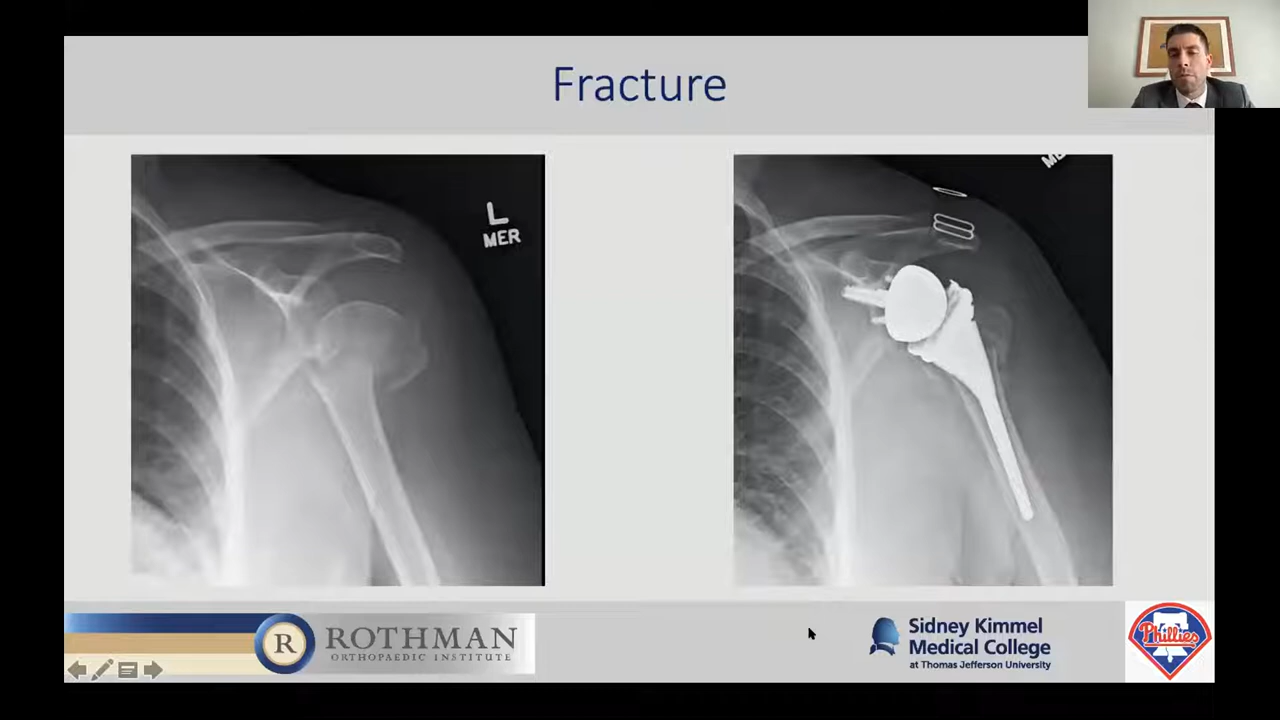 Fracture
L
MER
R
ROTHMAN
ORTHOPAEDIC INSTITUTE
Sidney Kimmel
Medical College
at Thomas Jefferson University
Phillies